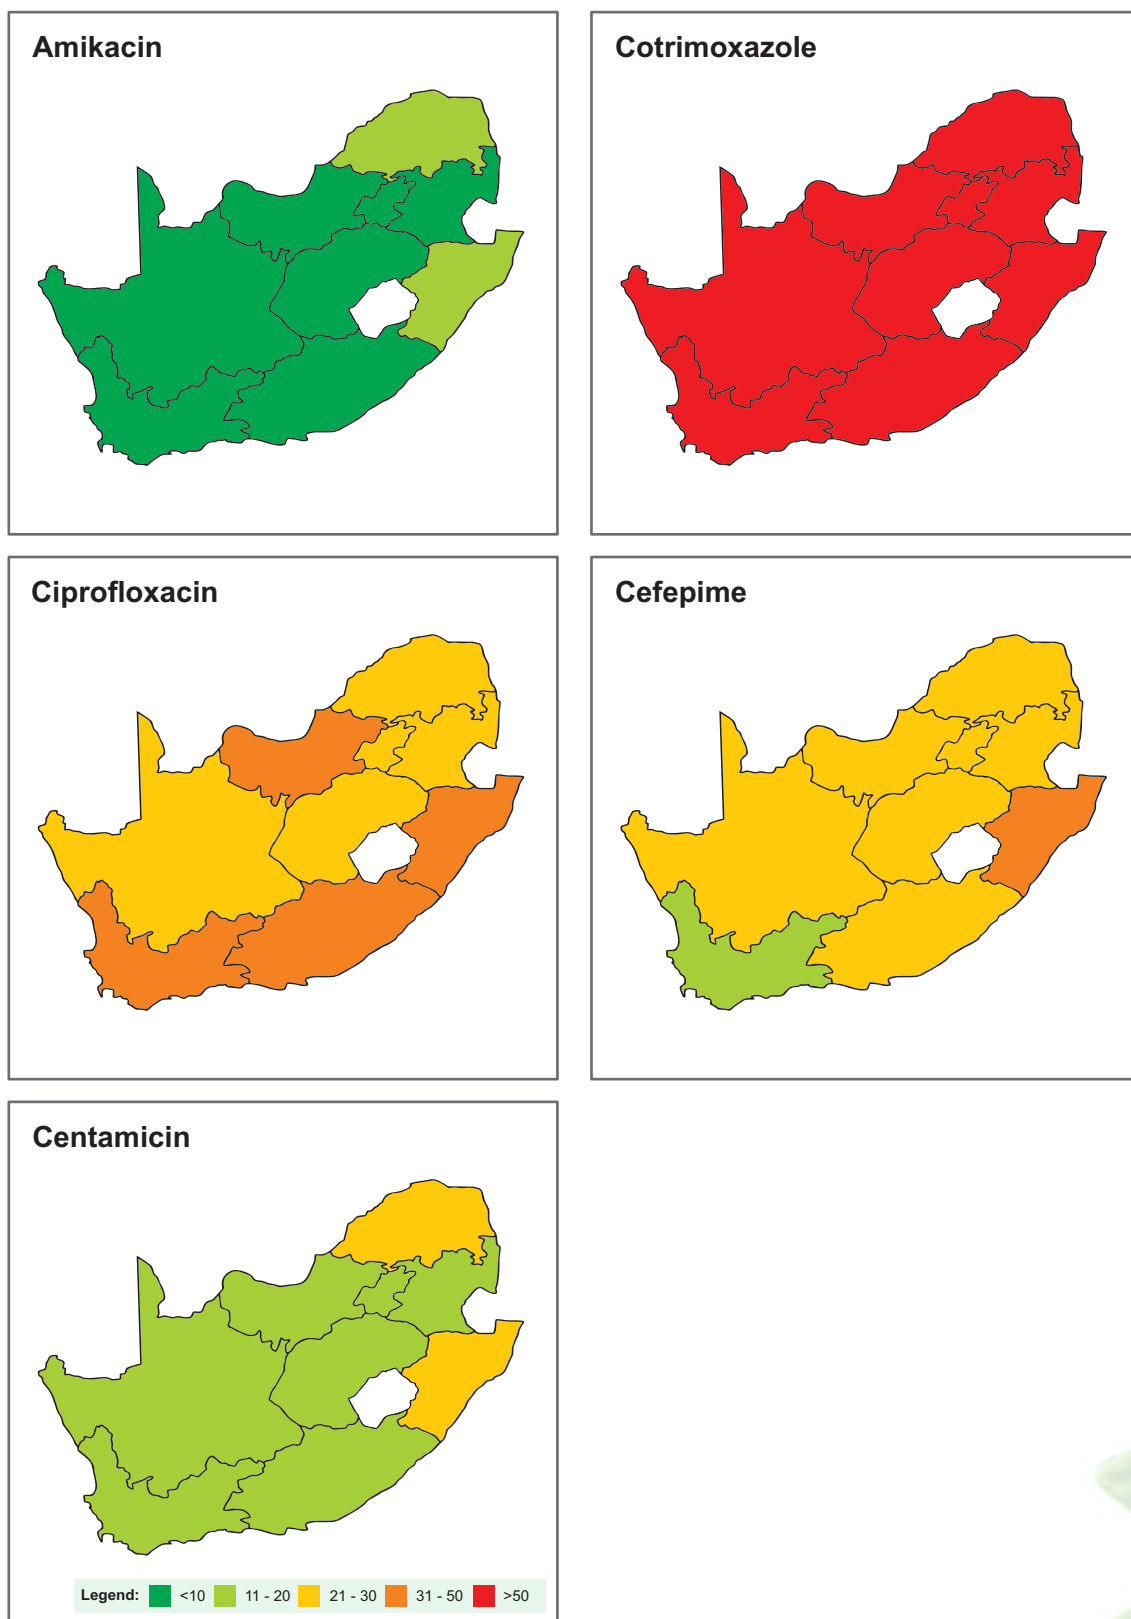 Amikacin
Cotrimoxazole
Ciprofloxacin
Cefepime
Centamicin
Legend: <10 11 - 20 21 - 30 31 - 50 >50